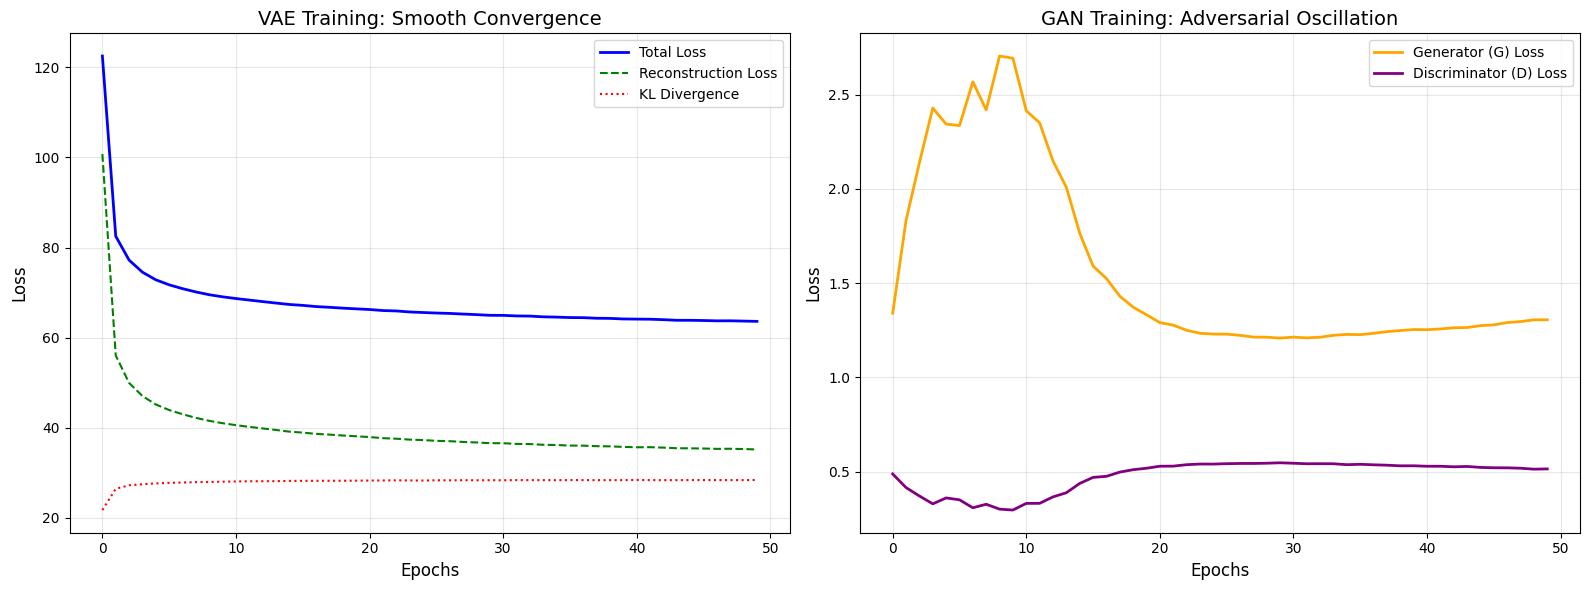 VAE Training: Smooth Convergence
Total Loss
Reconstruction Loss
KL Divergence
Loss
120
100
80
60
40
20
0
10
20
30
40
50
Epochs
GAN Training: Adversarial Oscillation
Generator (G) Loss
Discriminator (D) Loss
Loss
2.5
2.0
1.5
1.0
0.5
0
10
20
30
40
50
Epochs